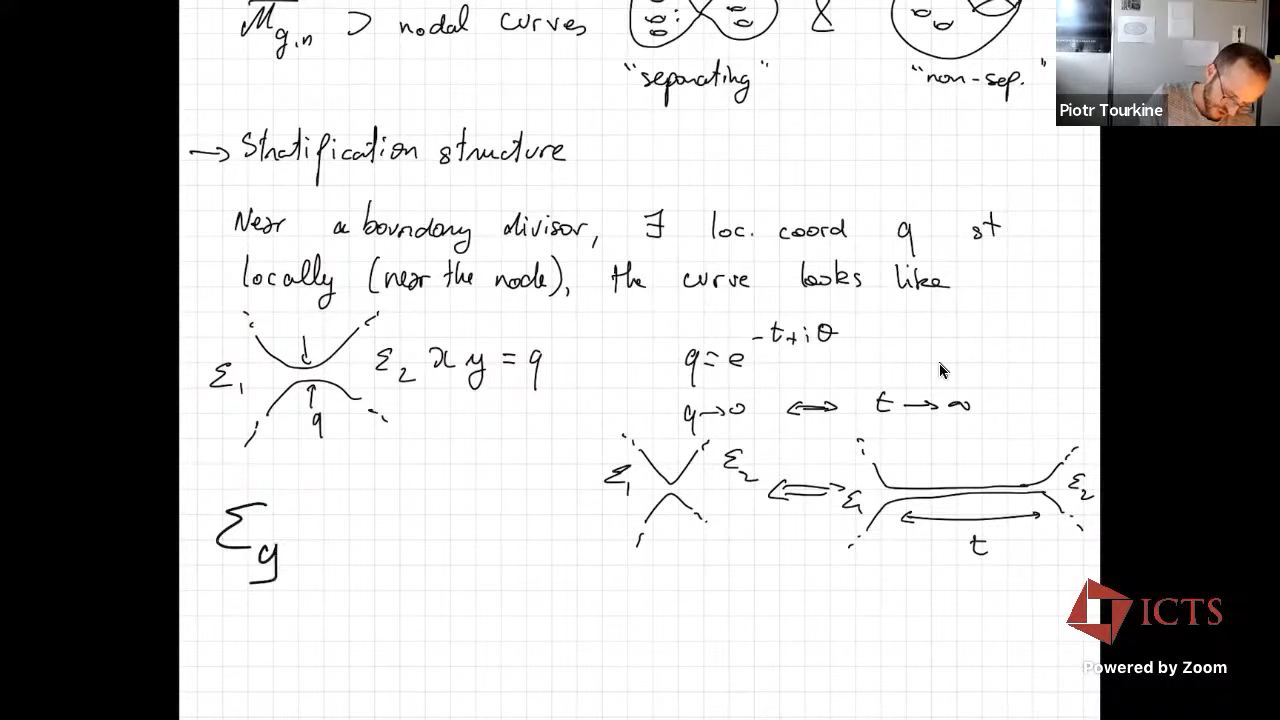 M̄g,n ⊃ nodal curves &
"separating" "non-sep."
Piotr Tourkine
→ Stratification structure
Near a boundary divisor, ∃ loc. coord q st
locally (near the node), the curve looks like
Σ1 Σ2 xy = q q = e^{-t+iθ}
q
q→0 ⟺ t → ∞
Σ1 Σ2 ⟺ Σ1 Σ2
t
Σg
ICTS
Powered by Zoom